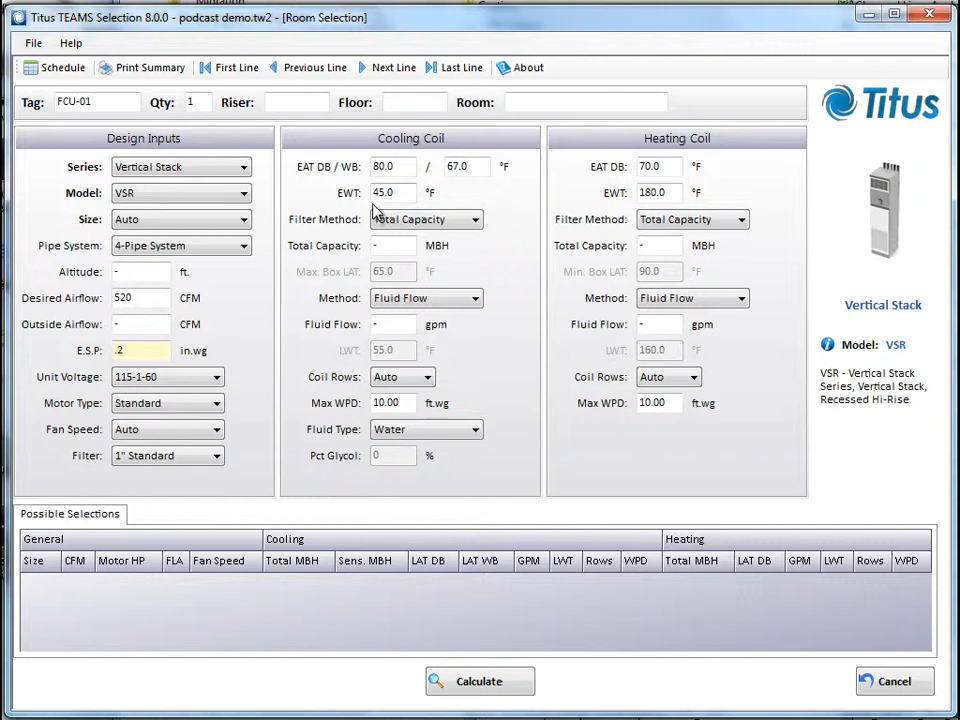 Titus TEAMS Selection 8.0.0 - podcast demo.tw2 - [Room Selection]
File Help
Schedule Print Summary First Line Previous Line Next Line Last Line About
Tag: FCU-01 Qty: 1 Riser: Floor: Room:
Titus
Design Inputs
Series: Vertical Stack
Model: VSR
Size: Auto
Pipe System: 4-Pipe System
Altitude: - ft.
Desired Airflow: 520 CFM
Outside Airflow: - CFM
E.S.P: .2 in.wg
Unit Voltage: 115-1-60
Motor Type: Standard
Fan Speed: Auto
Filter: 1" Standard
Cooling Coil
EAT DB / WB: 80.0 / 67.0 °F
EWT: 45.0 °F
Filter Method: Total Capacity
Total Capacity: - MBH
Max. Box LAT: 65.0 °F
Method: Fluid Flow
Fluid Flow: - gpm
LWT: 55.0 °F
Coil Rows: Auto
Max WPD: 10.00 ft.wg
Fluid Type: Water
Pct Glycol: 0 %
Heating Coil
EAT DB: 70.0 °F
EWT: 180.0 °F
Filter Method: Total Capacity
Total Capacity: - MBH
Min. Box LAT: 90.0 °F
Method: Fluid Flow
Fluid Flow: - gpm
LWT: 160.0 °F
Coil Rows: Auto
Max WPD: 10.00 ft.wg
Vertical Stack
Model: VSR
VSR - Vertical Stack
Series, Vertical Stack,
Recessed Hi-Rise
Possible Selections
General Cooling Heating
Size CFM Motor HP FLA Fan Speed Total MBH Sens. MBH LAT DB LAT WB GPM LWT Rows WPD Total MBH LAT DB GPM LWT Rows WPD
Calculate Cancel